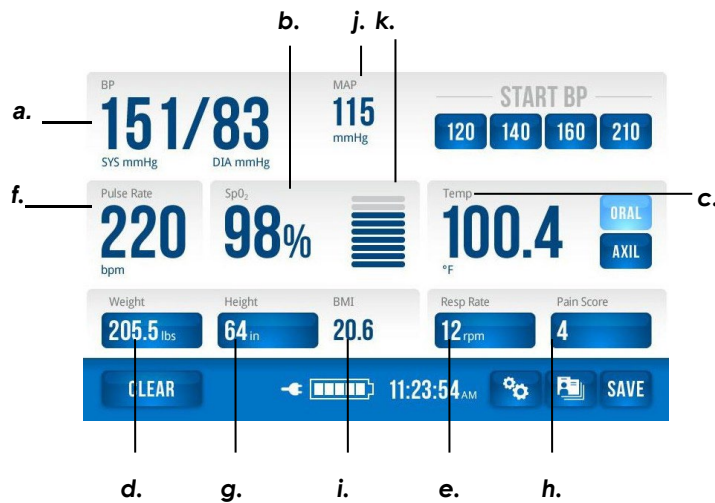 b. j. k.
BP MAP
a. 151/83 115 START BP
mmHg 120 140 160 210
SYS mmHg DIA mmHg
f. Pulse Rate SpO₂ Temp c.
220 98% 100.4 ORAL
AXIL
bpm °F
Weight Height BMI Resp Rate Pain Score
205.5 lbs 64 in 20.6 12 rpm 4
CLEAR 11:23:54 AM SAVE
d. g. i. e. h.